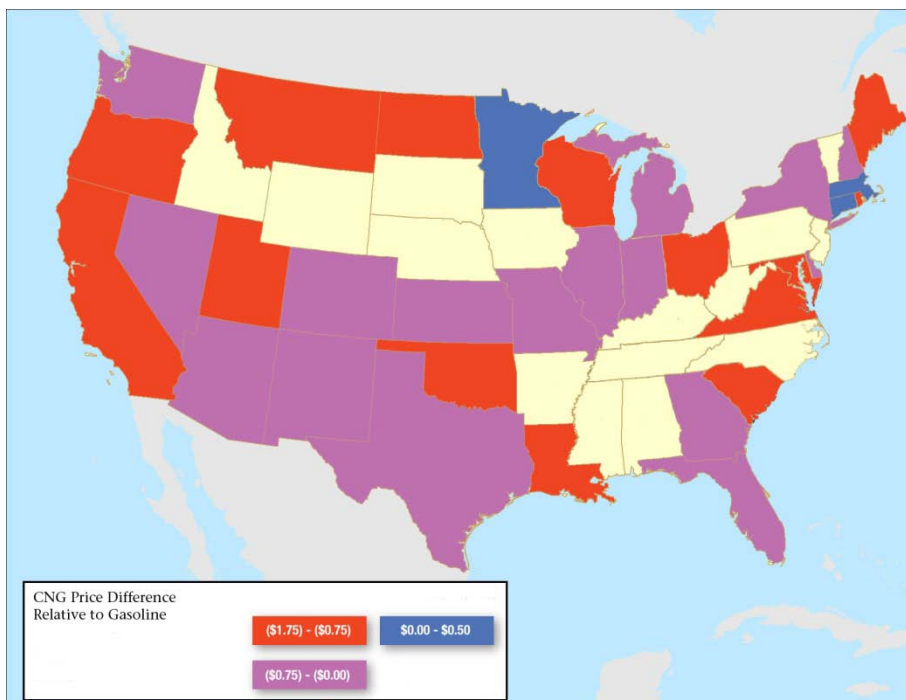 CNG Price Difference
Relative to Gasoline
($1.75) - ($0.75)
$0.00 - $0.50
($0.75) - ($0.00)